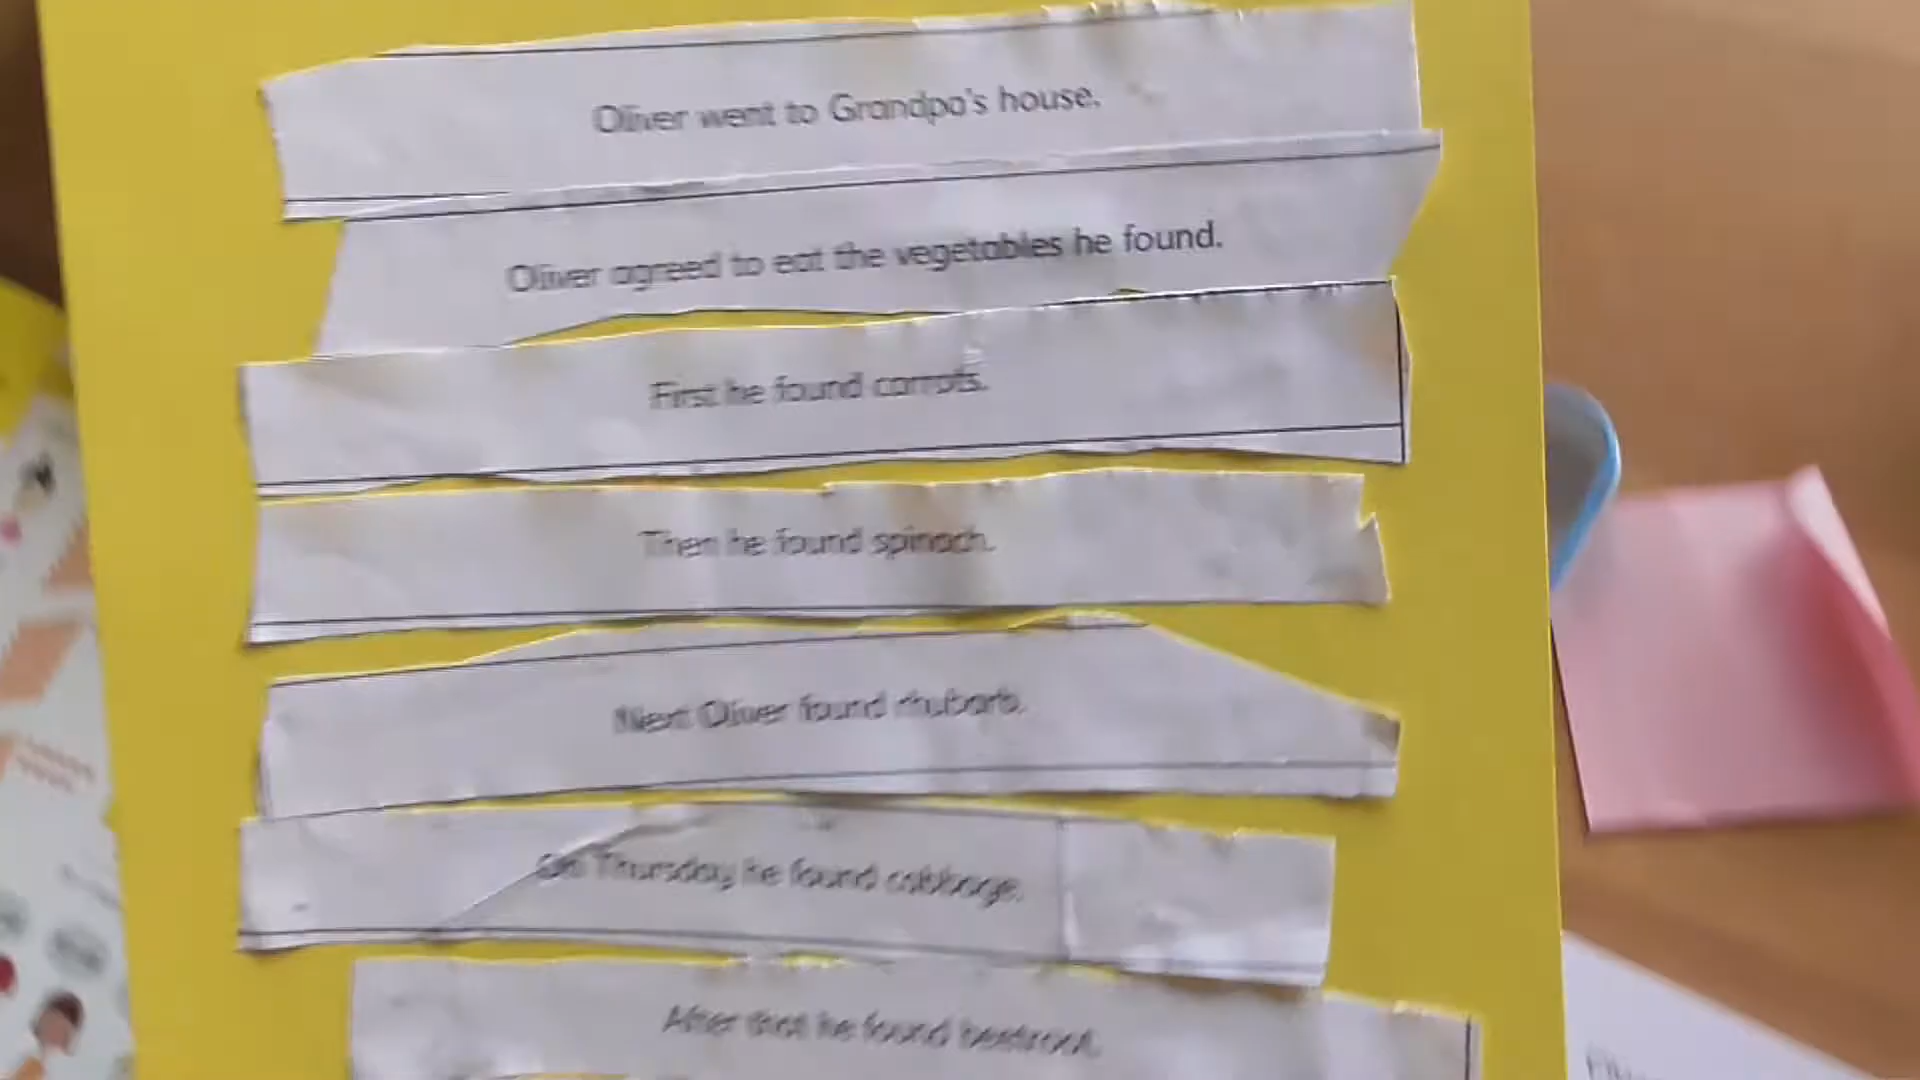 Oliver went to Grandpa's house.
Oliver agreed to eat the vegetables he found.
First he found carrots.
Then he found spinach.
Next Oliver found rhubarb.
On Thursday he found cabbage.
After that he found beetroot.